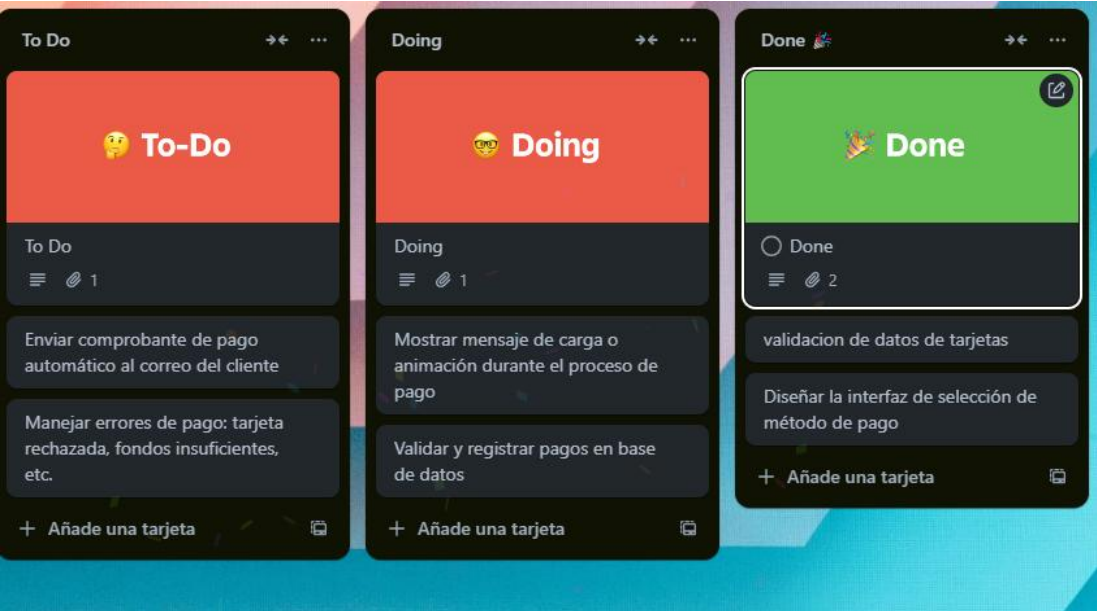 To Do
🤔 To-Do
To Do
1
Enviar comprobante de pago
automático al correo del cliente
Manejar errores de pago: tarjeta
rechazada, fondos insuficientes,
etc.
+ Añade una tarjeta
Doing
🤓 Doing
Doing
1
Mostrar mensaje de carga o
animación durante el proceso de
pago
Validar y registrar pagos en base
de datos
+ Añade una tarjeta
Done 🎉
🎉 Done
Done
2
validacion de datos de tarjetas
Diseñar la interfaz de selección de
método de pago
+ Añade una tarjeta